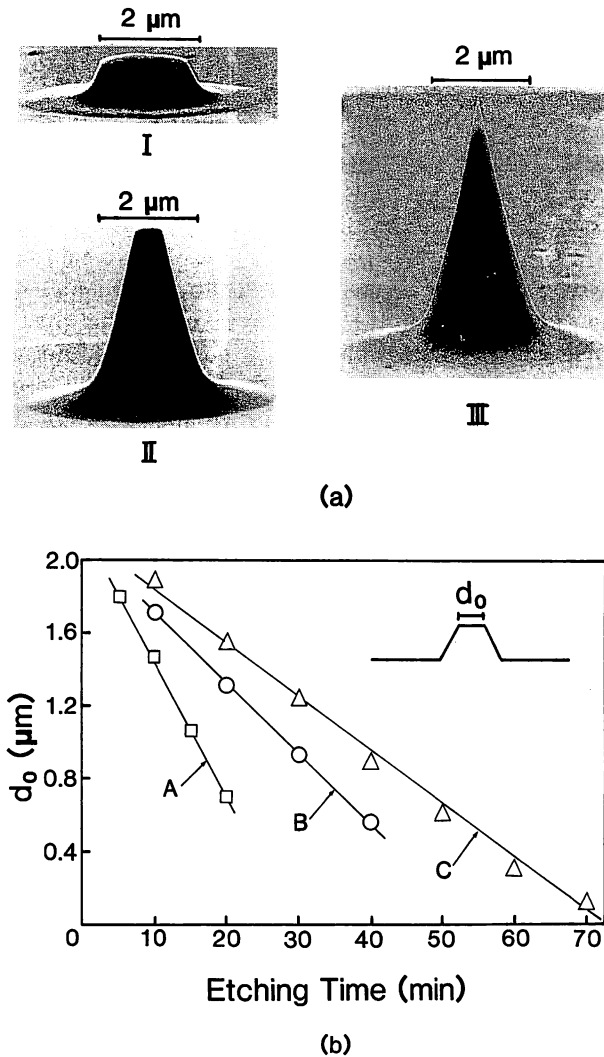 2 μm
I
2 μm
II
2 μm
III
(a)
2.0
1.6
1.2
0.8
0.4
0
10
20
30
40
50
60
70
d₀ (μm)
d₀
A
B
C
Etching Time (min)
(b)